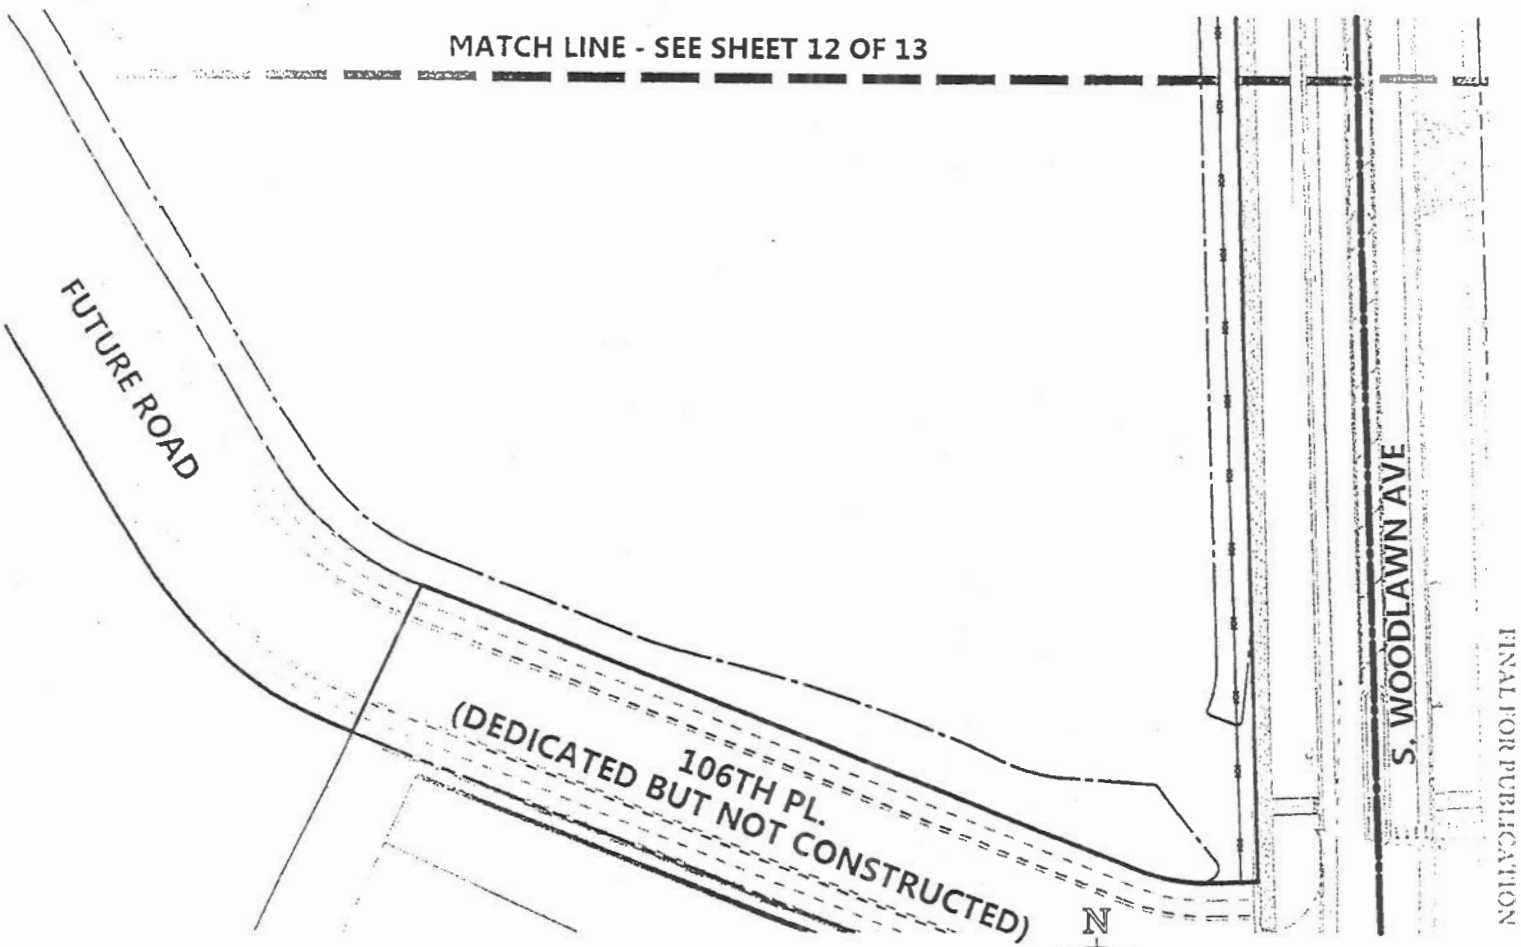 MATCH LINE - SEE SHEET 12 OF 13
FUTURE ROAD
106TH PL.
(DEDICATED BUT NOT CONSTRUCTED)
S. WOODLAWN AVE
FINAL FOR PUBLICATION
N